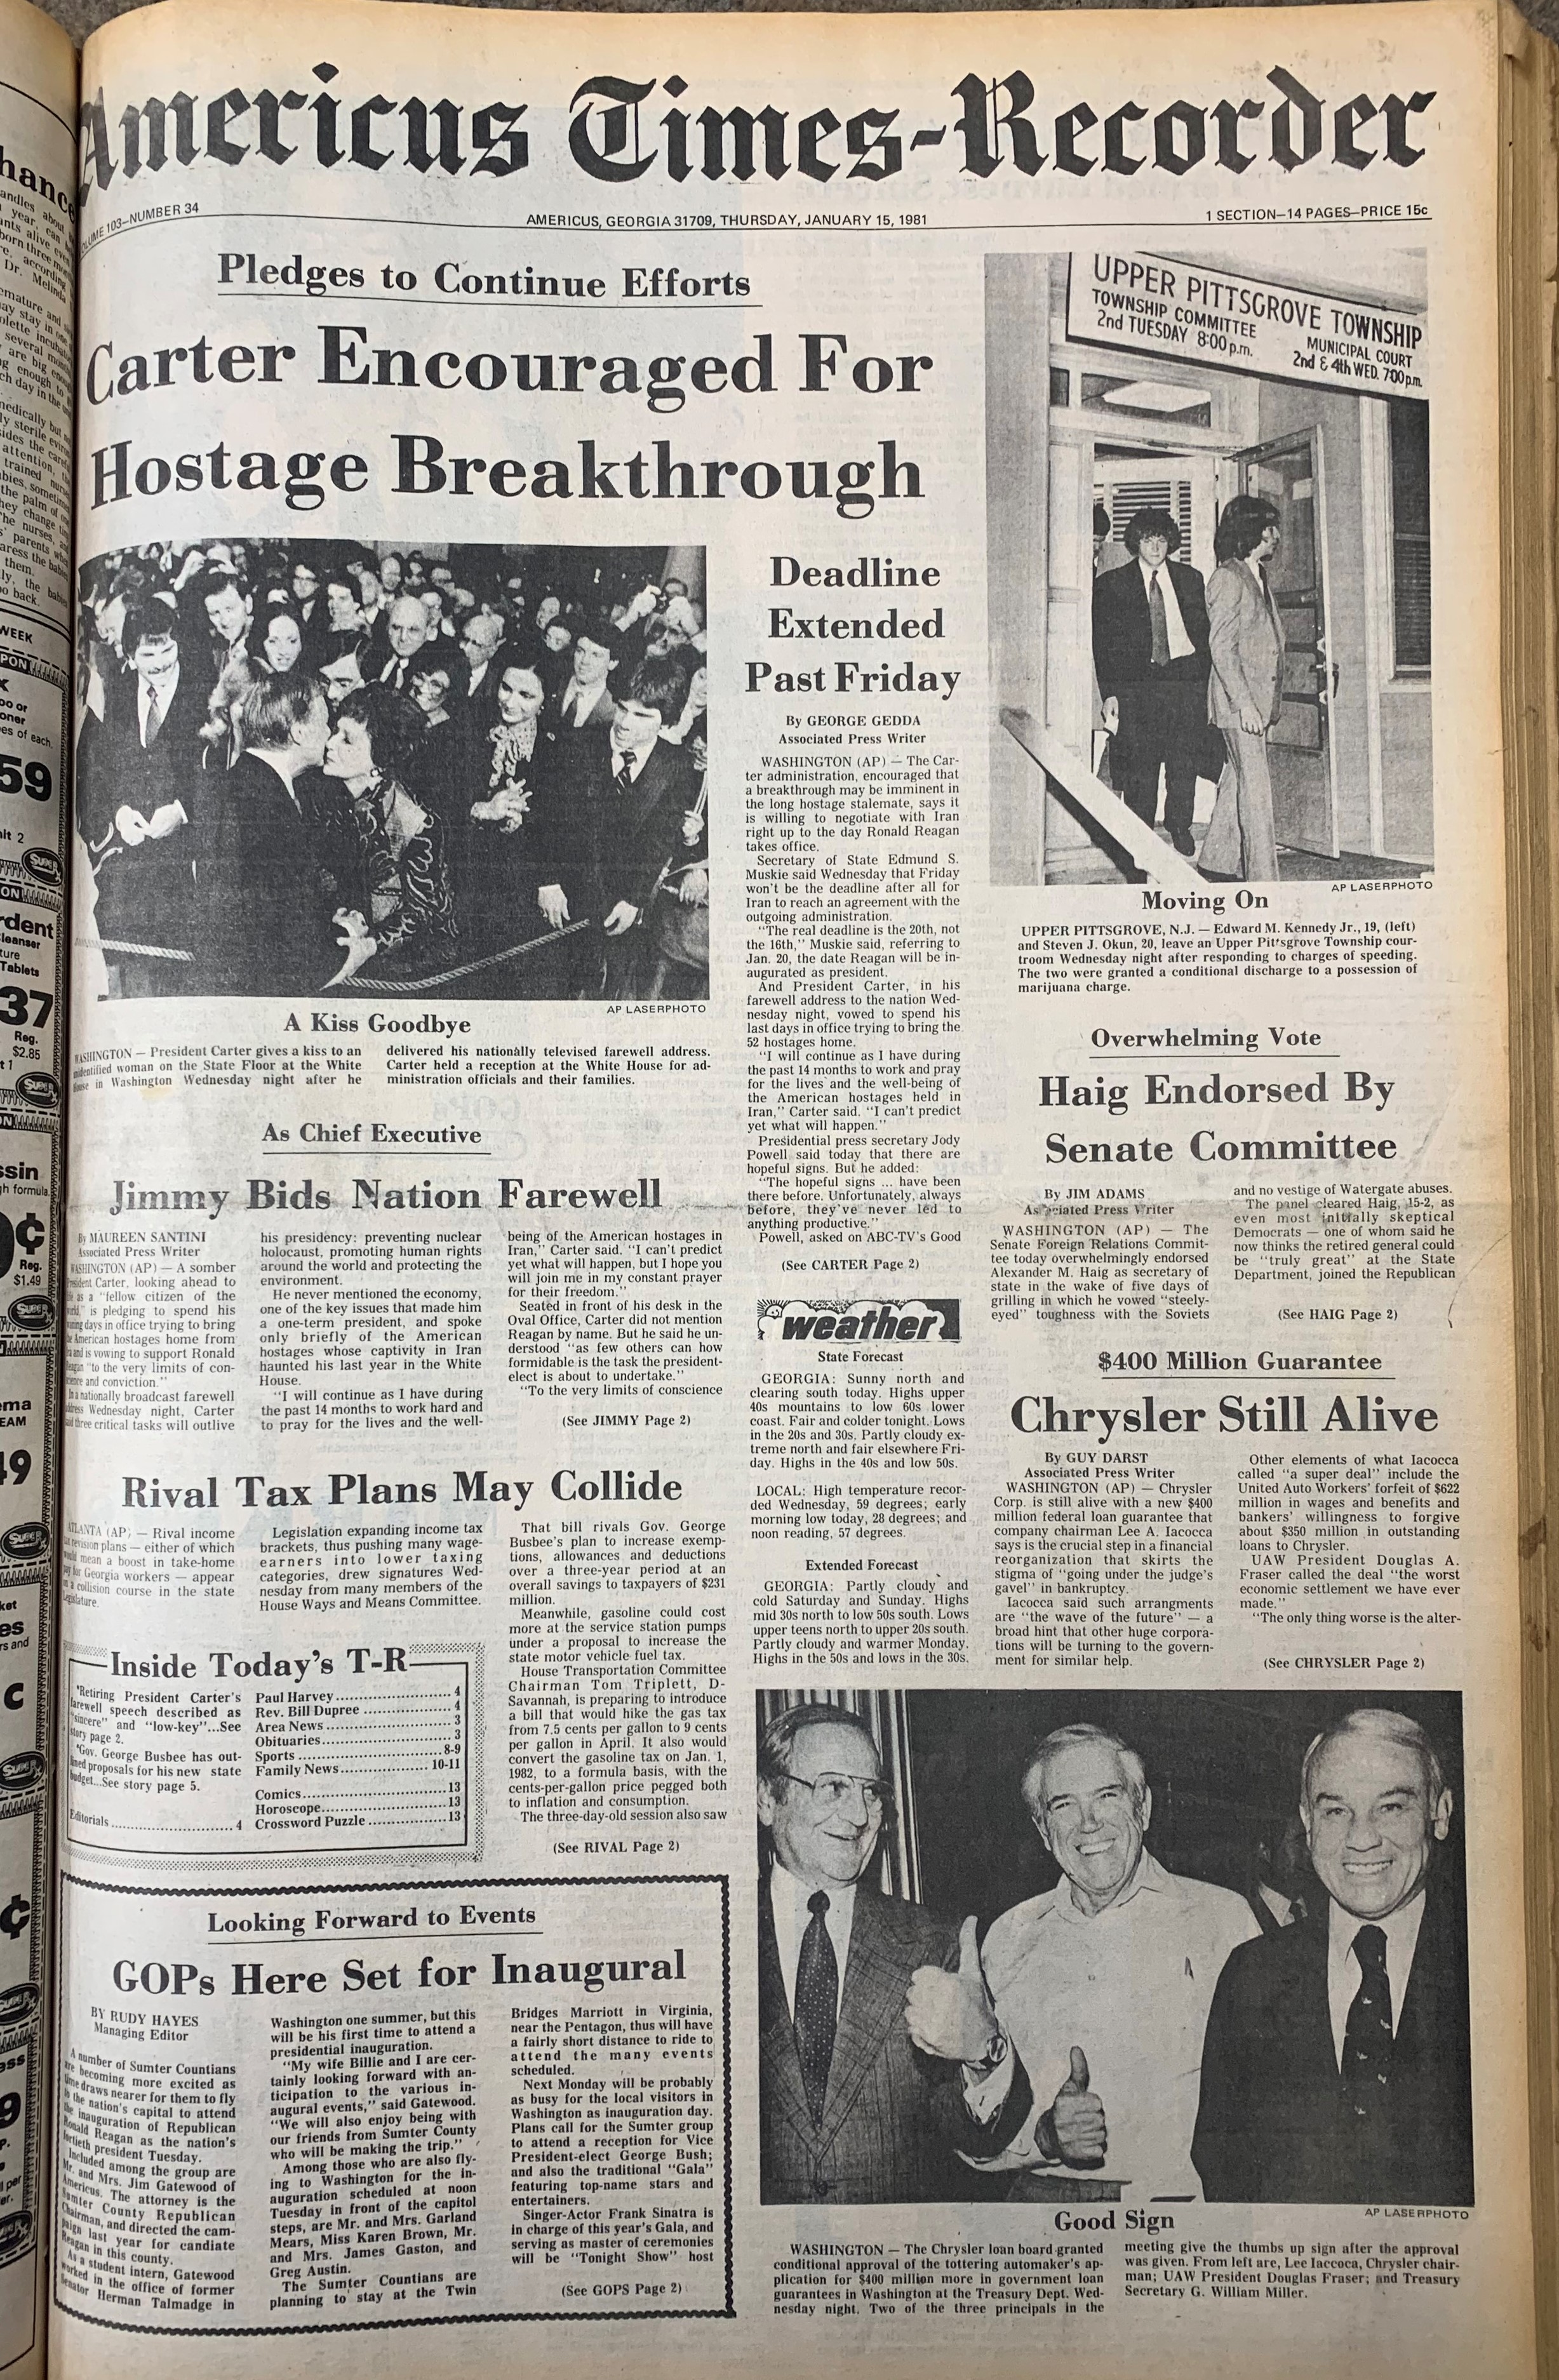 Americus Times-Recorder
VOLUME 103—NUMBER 34
AMERICUS, GEORGIA 31709, THURSDAY, JANUARY 15, 1981
1 SECTION—14 PAGES—PRICE 15c
Pledges to Continue Efforts
Carter Encouraged For
Hostage Breakthrough
AP LASERPHOTO
A Kiss Goodbye
WASHINGTON — President Carter gives a kiss to an
unidentified woman on the State Floor at the White
House in Washington Wednesday night after he
delivered his nationally televised farewell address.
Carter held a reception at the White House for ad-
ministration officials and their families.
Deadline
Extended
Past Friday
By GEORGE GEDDA
Associated Press Writer
WASHINGTON (AP) — The Car-
ter administration, encouraged that
a breakthrough may be imminent in
the long hostage stalemate, says it
is willing to negotiate with Iran
right up to the day Ronald Reagan
takes office.
Secretary of State Edmund S.
Muskie said Wednesday that Friday
won't be the deadline after all for
Iran to reach an agreement with the
outgoing administration.
"The real deadline is the 20th, not
the 16th," Muskie said, referring to
Jan. 20, the date Reagan will be in-
augurated as president.
And President Carter, in his
farewell address to the nation Wed-
nesday night, vowed to spend his
last days in office trying to bring the
52 hostages home.
"I will continue as I have during
the past 14 months to work and pray
for the lives and the well-being of
the American hostages held in
Iran," Carter said. "I can't predict
yet what will happen."
Presidential press secretary Jody
Powell said today that there are
hopeful signs. But he added:
"The hopeful signs ... have been
there before. Unfortunately, always
before, they've never led to
anything productive."
Powell, asked on ABC-TV's Good
(See CARTER Page 2)
UPPER PITTSGROVE TOWNSHIP
TOWNSHIP COMMITTEE
2nd TUESDAY 8:00 p.m.
MUNICIPAL COURT
2nd & 4th WED. 7:00 p.m.
AP LASERPHOTO
Moving On
UPPER PITTSGROVE, N.J. — Edward M. Kennedy Jr., 19, (left)
and Steven J. Okun, 20, leave an Upper Pittsgrove Township cour-
troom Wednesday night after responding to charges of speeding.
The two were granted a conditional discharge to a possession of
marijuana charge.
As Chief Executive
Jimmy Bids Nation Farewell
By MAUREEN SANTINI
Associated Press Writer
WASHINGTON (AP) — A somber
President Carter, looking ahead to
life as a "fellow citizen of the
world," is pledging to spend his
waning days in office trying to bring
the American hostages home from
Iran and is vowing to support Ronald
Reagan "to the very limits of con-
science and conviction."
In a nationally broadcast farewell
address Wednesday night, Carter
said three critical tasks will outlive
his presidency: preventing nuclear
holocaust, promoting human rights
around the world and protecting the
environment.
He never mentioned the economy,
one of the key issues that made him
a one-term president, and spoke
only briefly of the American
hostages whose captivity in Iran
haunted his last year in the White
House.
"I will continue as I have during
the past 14 months to work hard and
to pray for the lives and the well-
being of the American hostages in
Iran," Carter said. "I can't predict
yet what will happen, but I hope you
will join me in my constant prayer
for their freedom."
Seated in front of his desk in the
Oval Office, Carter did not mention
Reagan by name. But he said he un-
derstood "as few others can how
formidable is the task the president-
elect is about to undertake."
"To the very limits of conscience
(See JIMMY Page 2)
weather
State Forecast
GEORGIA: Sunny north and
clearing south today. Highs upper
40s mountains to low 60s lower
coast. Fair and colder tonight. Lows
in the 20s and 30s. Partly cloudy ex-
treme north and fair elsewhere Fri-
day. Highs in the 40s and low 50s.
LOCAL: High temperature recor-
ded Wednesday, 59 degrees; early
morning low today, 28 degrees; and
noon reading, 57 degrees.
Extended Forecast
GEORGIA: Partly cloudy and
cold Saturday and Sunday. Highs
mid 30s north to low 50s south. Lows
upper teens north to upper 20s south.
Partly cloudy and warmer Monday.
Highs in the 50s and lows in the 30s.
Overwhelming Vote
Haig Endorsed By
Senate Committee
By JIM ADAMS
Associated Press Writer
WASHINGTON (AP) — The
Senate Foreign Relations Commit-
tee today overwhelmingly endorsed
Alexander M. Haig as secretary of
state in the wake of five days of
grilling in which he vowed "steely-
eyed" toughness with the Soviets
and no vestige of Watergate abuses.
The panel cleared Haig, 15-2, as
even most initially skeptical
Democrats — one of whom said he
now thinks the retired general could
be "truly great" at the State
Department, joined the Republican
(See HAIG Page 2)
$400 Million Guarantee
Chrysler Still Alive
By GUY DARST
Associated Press Writer
WASHINGTON (AP) — Chrysler
Corp. is still alive with a new $400
million federal loan guarantee that
company chairman Lee A. Iacocca
says is the crucial step in a financial
reorganization that skirts the
stigma of "going under the judge's
gavel" in bankruptcy.
Iacocca said such arrangments
are "the wave of the future" — a
broad hint that other huge corpora-
tions will be turning to the govern-
ment for similar help.
Other elements of what Iacocca
called "a super deal" include the
United Auto Workers' forfeit of $622
million in wages and benefits and
bankers' willingness to forgive
about $350 million in outstanding
loans to Chrysler.
UAW President Douglas A.
Fraser called the deal "the worst
economic settlement we have ever
made."
"The only thing worse is the alter-
(See CHRYSLER Page 2)
Rival Tax Plans May Collide
ATLANTA (AP) — Rival income
tax revision plans — either of which
would mean a boost in take-home
pay for Georgia workers — appear
on a collision course in the state
Legislature.
Legislation expanding income tax
brackets, thus pushing many wage-
earners into lower taxing
categories, drew signatures Wed-
nesday from many members of the
House Ways and Means Committee.
That bill rivals Gov. George
Busbee's plan to increase exemp-
tions, allowances and deductions
over a three-year period at an
overall savings to taxpayers of $231
million.
Meanwhile, gasoline could cost
more at the service station pumps
under a proposal to increase the
state motor vehicle fuel tax.
House Transportation Committee
Chairman Tom Triplett, D-
Savannah, is preparing to introduce
a bill that would hike the gas tax
from 7.5 cents per gallon to 9 cents
per gallon in April. It also would
convert the gasoline tax on Jan. 1,
1982, to a formula basis, with the
cents-per-gallon price pegged both
to inflation and consumption.
The three-day-old session also saw
(See RIVAL Page 2)
Inside Today's T-R
*Retiring President Carter's
farewell speech described as
"sincere" and "low-key"...See
story page 2.
*Gov. George Busbee has out-
lined proposals for his new state
budget...See story page 5.
Editorials 4
Paul Harvey 4
Rev. Bill Dupree 4
Area News 3
Obituaries 3
Sports 8-9
Family News 10-11
Comics 13
Horoscope 13
Crossword Puzzle 13
Looking Forward to Events
GOPs Here Set for Inaugural
BY RUDY HAYES
Managing Editor
A number of Sumter Countians
are becoming more excited as
time draws nearer for them to fly
to the nation's capital to attend
the inauguration of Republican
Ronald Reagan as the nation's
fortieth president Tuesday.
Included among the group are
Mr. and Mrs. Jim Gatewood of
Americus. The attorney is the
Sumter County Republican
Chairman, and directed the cam-
paign last year for candiate
Reagan in this county.
As a student intern, Gatewood
worked in the office of former
Senator Herman Talmadge in
Washington one summer, but this
will be his first time to attend a
presidential inauguration.
"My wife Billie and I are cer-
tainly looking forward with an-
ticipation to the various in-
augural events," said Gatewood.
"We will also enjoy being with
our friends from Sumter County
who will be making the trip."
Among those who are also fly-
ing to Washington for the in-
auguration scheduled at noon
Tuesday in front of the capitol
steps, are Mr. and Mrs. Garland
Mears, Miss Karen Brown, Mr.
and Mrs. James Gaston, and
Greg Austin.
The Sumter Countians are
planning to stay at the Twin
Bridges Marriott in Virginia,
near the Pentagon, thus will have
a fairly short distance to ride to
attend the many events
scheduled.
Next Monday will be probably
as busy for the local visitors in
Washington as inauguration day.
Plans call for the Sumter group
to attend a reception for Vice
President-elect George Bush;
and also the traditional "Gala"
featuring top-name stars and
entertainers.
Singer-Actor Frank Sinatra is
in charge of this year's Gala, and
serving as master of ceremonies
will be "Tonight Show" host
(See GOPS Page 2)
AP LASERPHOTO
Good Sign
WASHINGTON — The Chrysler loan board granted
conditional approval of the tottering automaker's ap-
plication for $400 million more in government loan
guarantees in Washington at the Treasury Dept. Wed-
nesday night. Two of the three principals in the
meeting give the thumbs up sign after the approval
was given. From left are, Lee Iaccoca, Chrysler chair-
man; UAW President Douglas Fraser; and Treasury
Secretary G. William Miller.